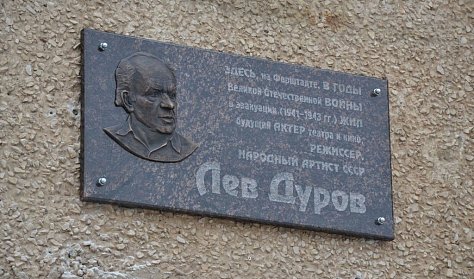 ЗДЕСЬ, на Форштадте, В ГОДЫ
Великой Отечественной ВОЙНЫ
в эвакуации (1941-1943 гг.) ЖИЛ
будущий АКТЕР театра и кино
РЕЖИССЕР,
НАРОДНЫЙ АРТИСТ СССР
Лев Дуров